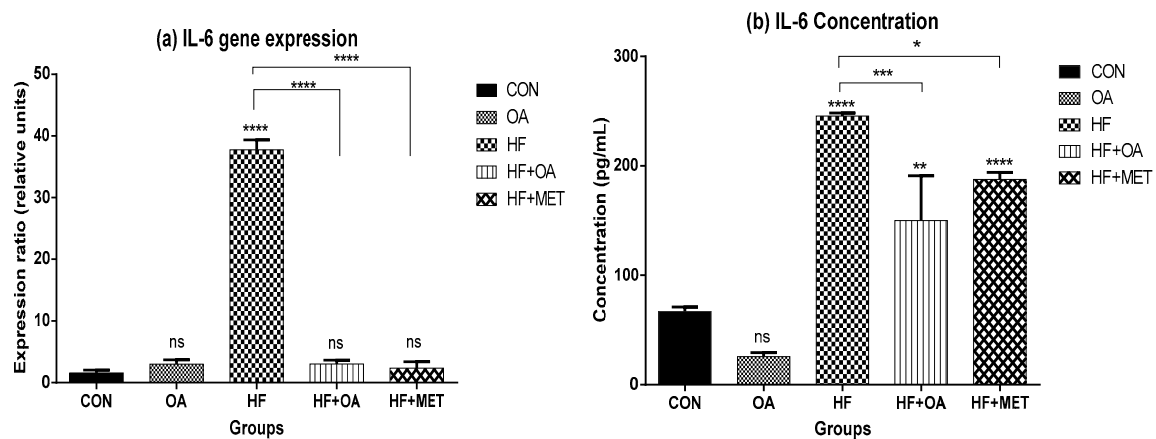 (a) IL-6 gene expression
Expression ratio (relative units)
50
40
30
20
10
0
****
****
****
ns
ns
ns
CON
OA
HF
HF+OA
HF+MET
Groups
CON
OA
HF
HF+OA
HF+MET
(b) IL-6 Concentration
Concentration (pg/mL)
300
200
100
0
*
***
****
**
****
ns
CON
OA
HF
HF+OA
HF+MET
Groups
CON
OA
HF
HF+OA
HF+MET